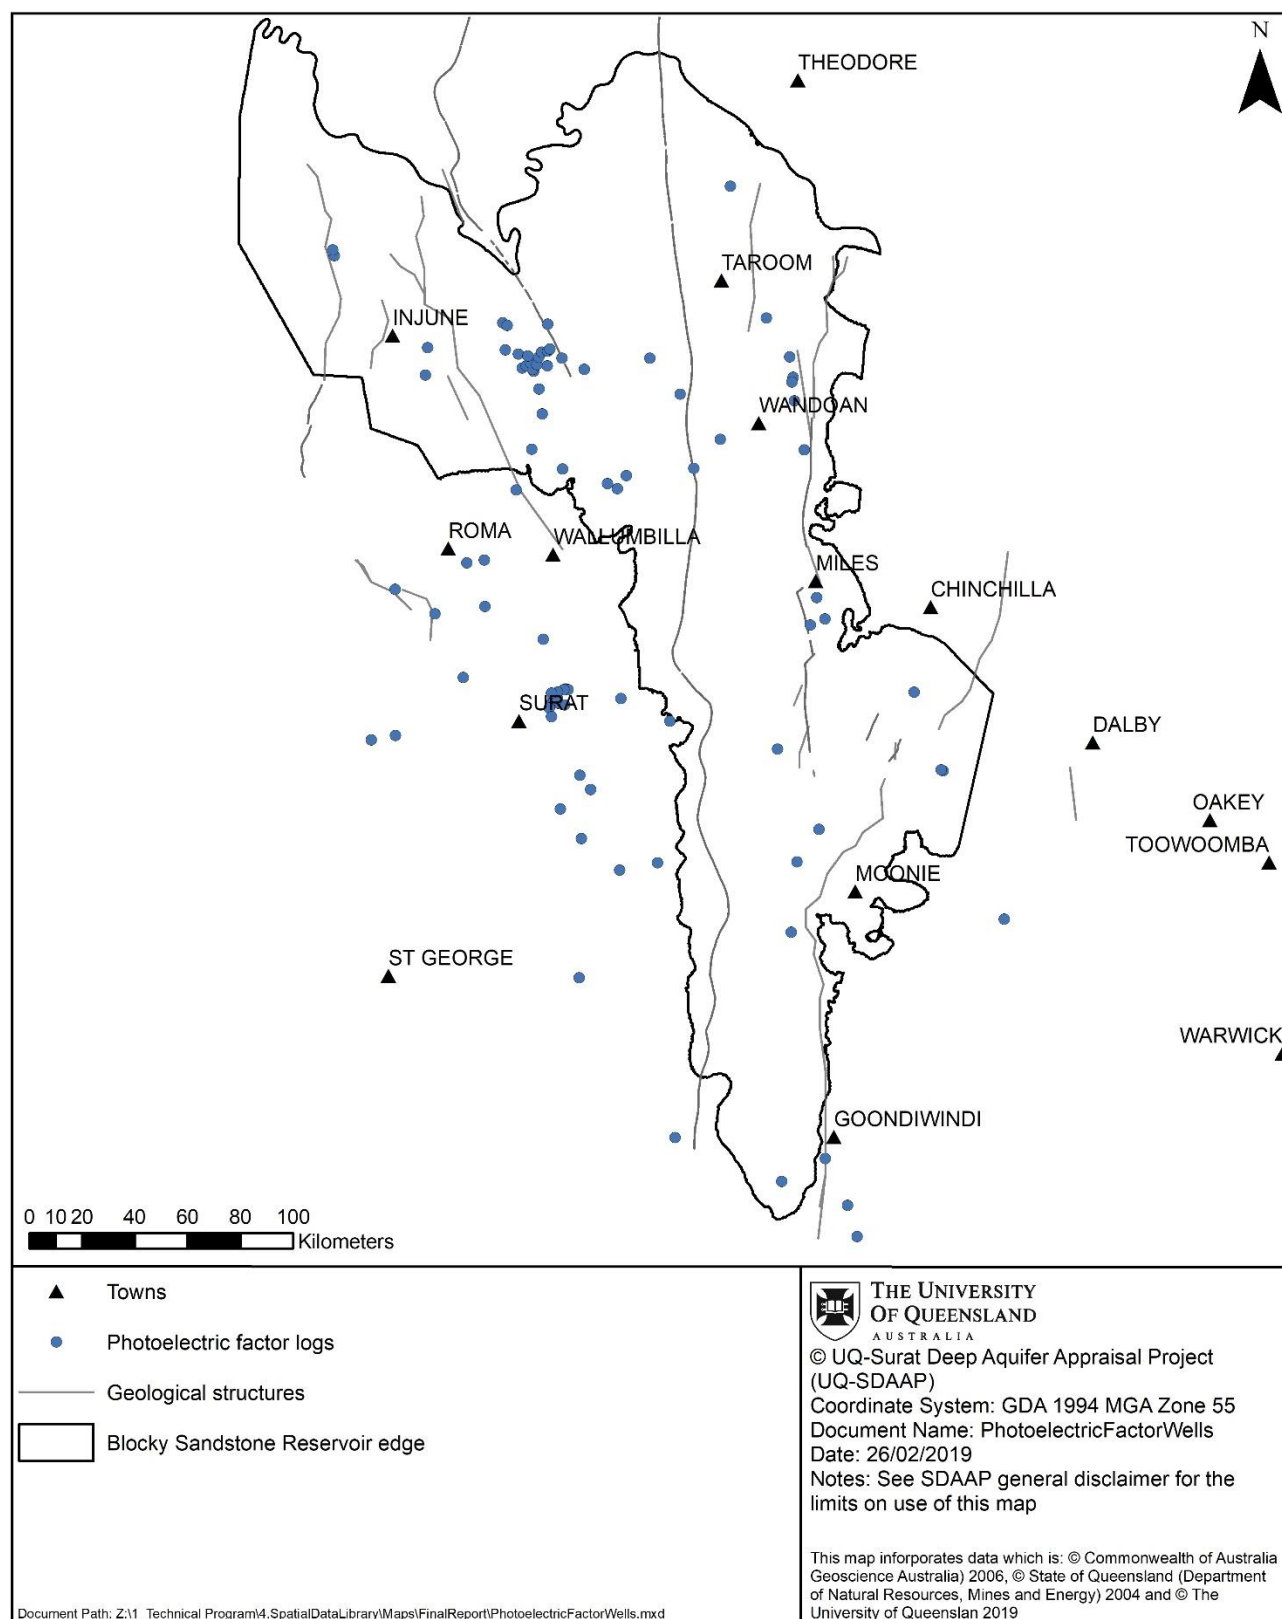 N
THEODORE
TAROOM
INJUNE
WANDOAN
ROMA
WALLUMBILLA
MILES
CHINCHILLA
SURAT
DALBY
OAKEY
TOOWOOMBA
MOONIE
ST GEORGE
WARWICK
GOONDIWINDI
0 10 20 40 60 80 100
Kilometers
Towns
Photoelectric factor logs
Geological structures
Blocky Sandstone Reservoir edge
Document Path: Z:\1_Technical Program\4.SpatialDataLibrary\Maps\FinalReport\PhotoelectricFactorWells.mxd
THE UNIVERSITY
OF QUEENSLAND
AUSTRALIA
© UQ-Surat Deep Aquifer Appraisal Project
(UQ-SDAAP)
Coordinate System: GDA 1994 MGA Zone 55
Document Name: PhotoelectricFactorWells
Date: 26/02/2019
Notes: See SDAAP general disclaimer for the
limits on use of this map
This map inforporates data which is: © Commonwealth of Australia
Geoscience Australia) 2006, © State of Queensland (Department
of Natural Resources, Mines and Energy) 2004 and © The
University of Queenslan 2019